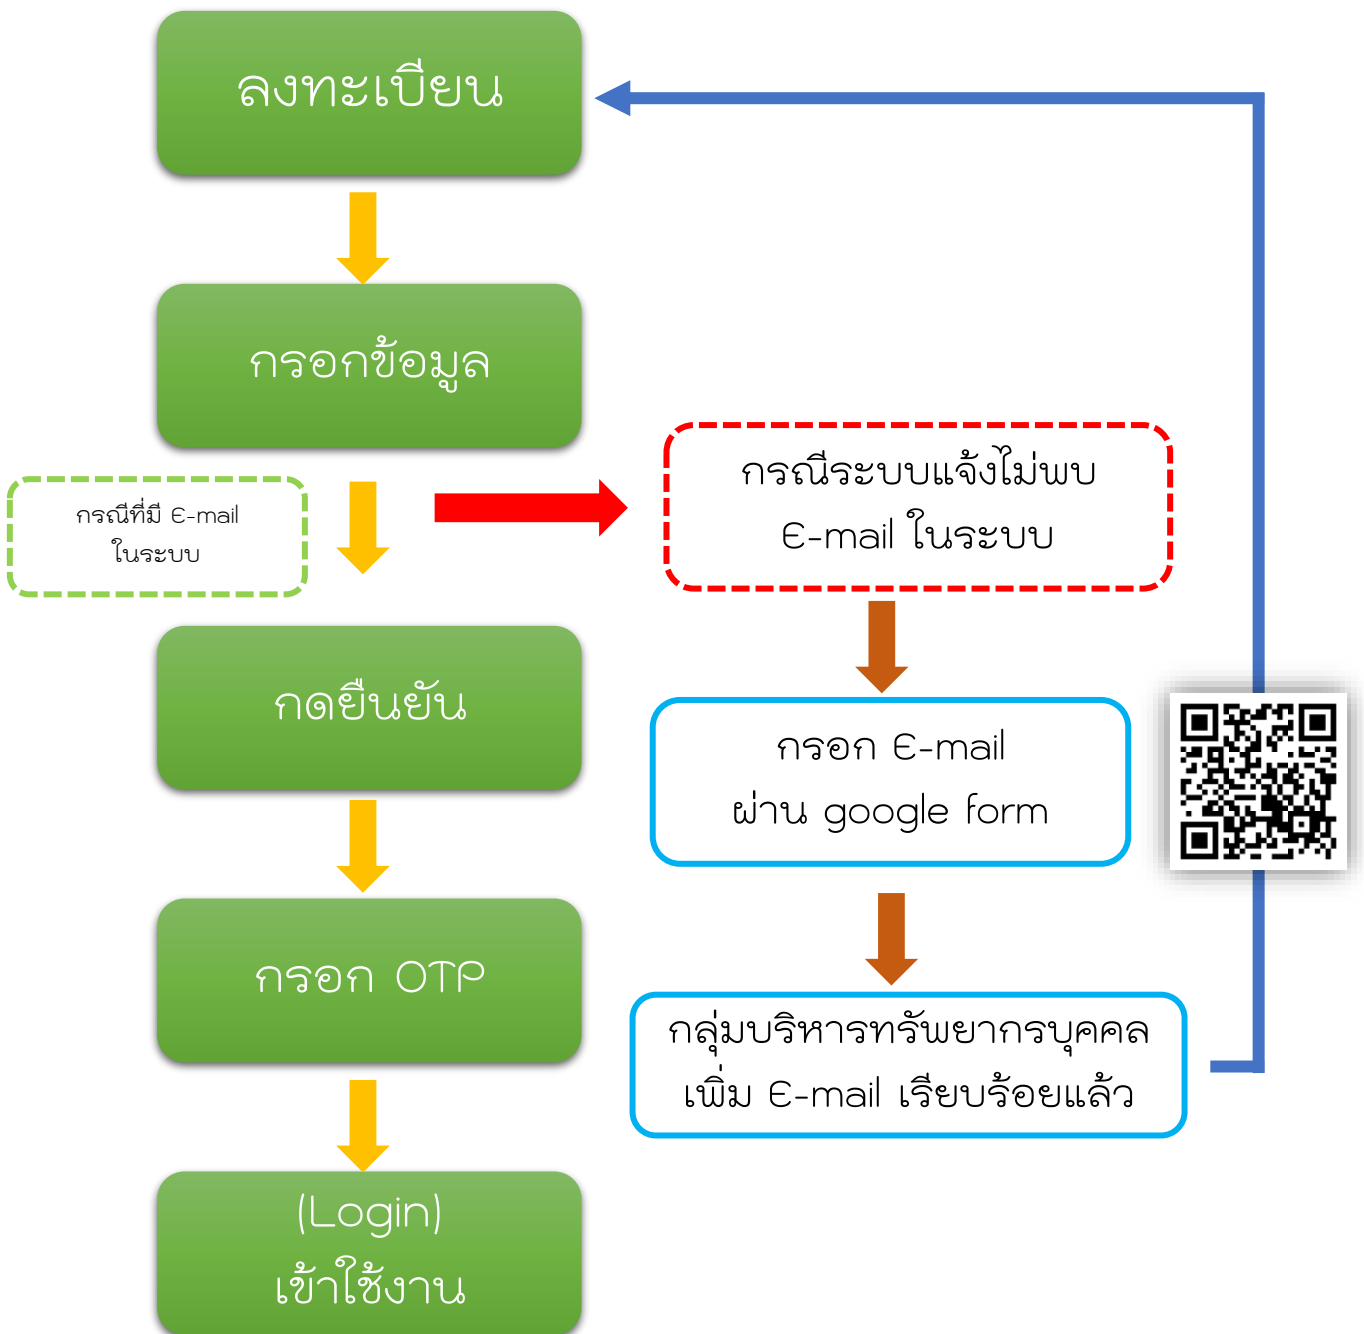 ลงทะเบียน
กรอกข้อมูล
กรณีที่มี E-mail
ในระบบ
กรณีระบบแจ้งไม่พบ
E-mail ในระบบ
กดยืนยัน
กรอก E-mail
ผ่าน google form
กรอก OTP
กลุ่มบริหารทรัพยากรบุคคล
เพิ่ม E-mail เรียบร้อยแล้ว
(Login)
เข้าใช้งาน